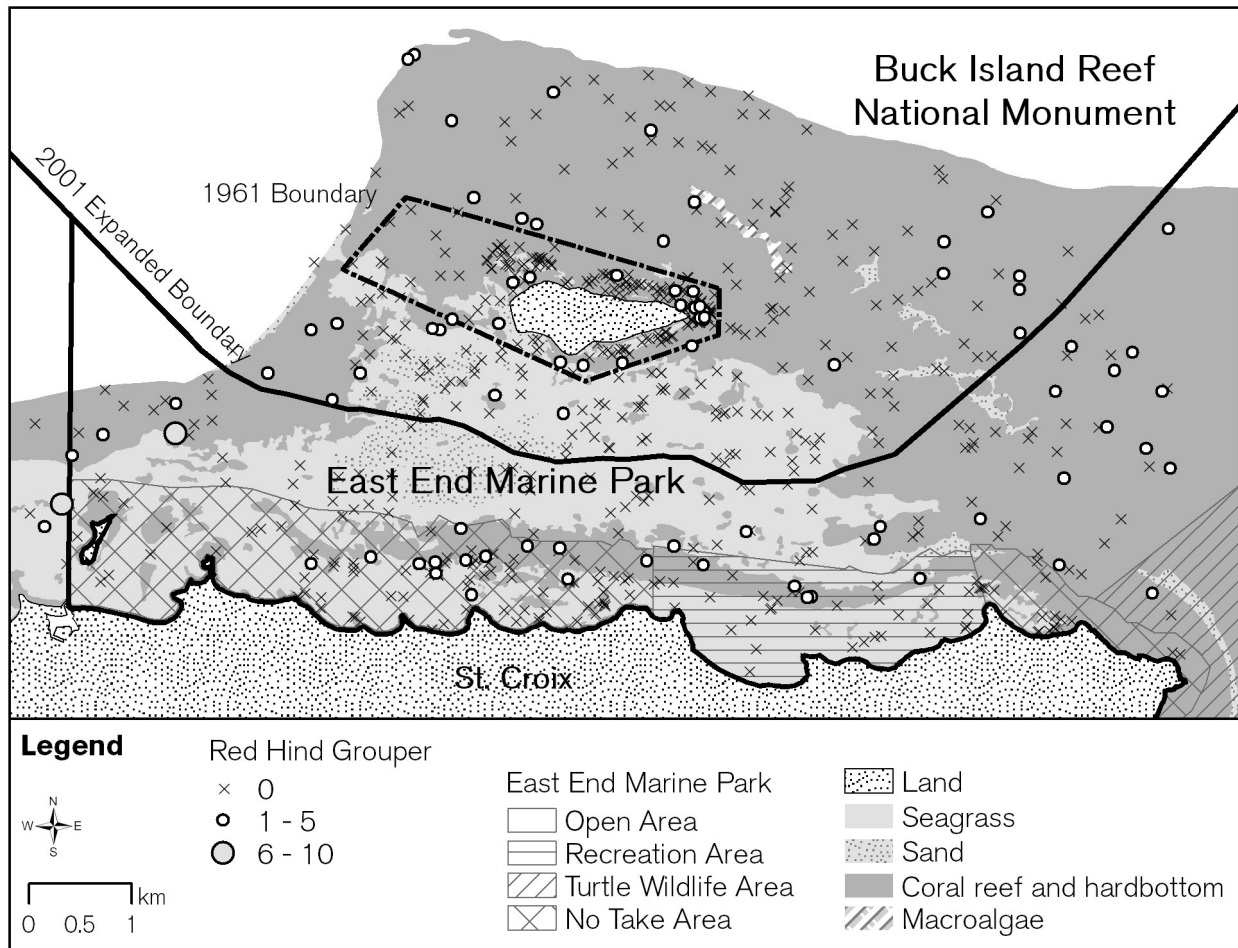 Buck Island Reef
National Monument
1961 Boundary
2001 Expanded Boundary
East End Marine Park
St. Croix
Legend
N
W E
S
km
0 0.5 1
Red Hind Grouper
0
1 - 5
6 - 10
East End Marine Park
Open Area
Recreation Area
Turtle Wildlife Area
No Take Area
Land
Seagrass
Sand
Coral reef and hardbottom
Macroalgae